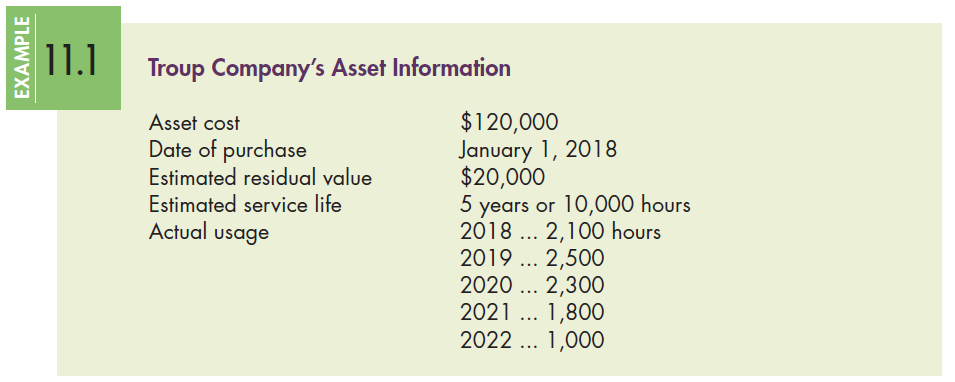 EXAMPLE
11.1
Troup Company's Asset Information
Asset cost $120,000
Date of purchase January 1, 2018
Estimated residual value $20,000
Estimated service life 5 years or 10,000 hours
Actual usage 2018 ... 2,100 hours
2019 ... 2,500
2020 ... 2,300
2021 ... 1,800
2022 ... 1,000